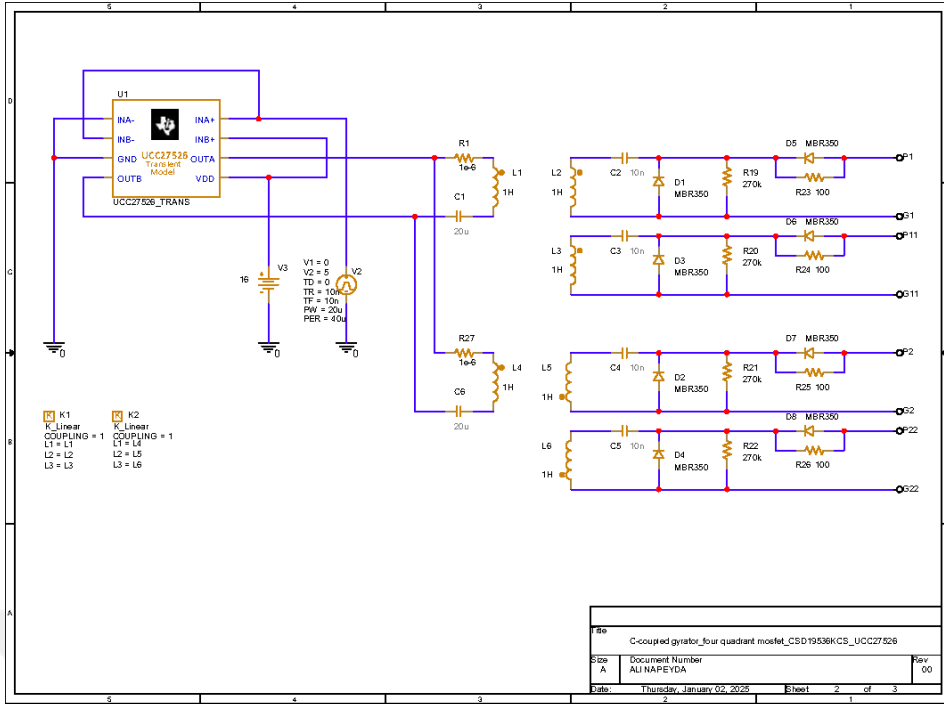 5
4
3
2
1
D
C
B
A
U1
INA-
INA+
INB-
INB+
GND
UCC27526
OUTA
Transient
Model
OUTB
VDD
UCC27526_TRANS
16
V3
V1 = 0
V2 = 5
TD = 0
TR = 10n
TF = 10n
PW = 20u
PER = 40u
V2
0
0
0
R1
1e-6
L1
1H
C1
20u
R27
1e-6
L4
1H
C6
20u
L2
1H
C2 10n
D1
MBR350
R19
270k
D5 MBR350
R23 100
P1
G1
L3
1H
C3 10n
D3
MBR350
R20
270k
D6 MBR350
R24 100
P11
G11
L5
1H
C4 10n
D2
MBR350
R21
270k
D7 MBR350
R25 100
P2
G2
L6
1H
C5 10n
D4
MBR350
R22
270k
D8 MBR350
R26 100
P22
G22
K K1
K_Linear
COUPLING = 1
L1 = L1
L2 = L2
L3 = L3
K K2
K_Linear
COUPLING = 1
L1 = L4
L2 = L5
L3 = L6
Title
C-coupled gyrator_four quadrant mosfet_CSD19536KCS_UCC27526
Size
A
Document Number
ALI NAPEYDA
Rev
00
Date: Thursday, January 02, 2025 Sheet 2 of 3
5
4
3
2
1